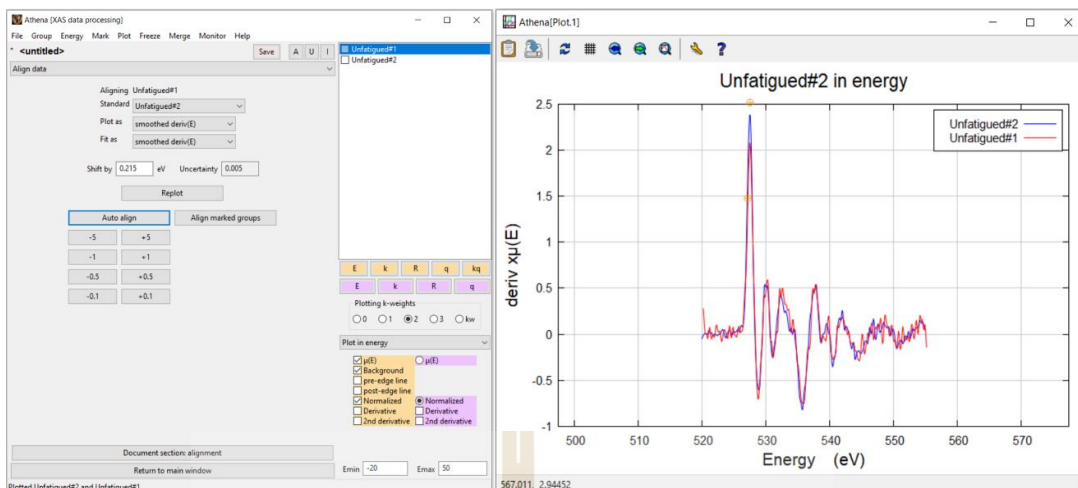 Athena [XAS data processing]
File Group Energy Mark Plot Freeze Merge Monitor Help
* <untitled>
Save
A U I
Align data
Aligning Unfatigued#1
Standard Unfatigued#2
Plot as smoothed deriv(E)
Fit as smoothed deriv(E)
Shift by 0.215 eV Uncertainty 0.005
Replot
Auto align Align marked groups
-5 +5
-1 +1
-0.5 +0.5
-0.1 +0.1
Document section: alignment
Return to main window
Plotted Unfatigued#2 and Unfatigued#1
Unfatigued#1
Unfatigued#2
E k R q kq
E k R q
Plotting k-weights
0 1 2 3 kw
Plot in energy
μ(E) μ(E)
Background
pre-edge line
post-edge line
Normalized Normalized
Derivative Derivative
2nd derivative 2nd derivative
Emin -20 Emax 50
Athena[Plot.1]
Unfatigued#2 in energy
Unfatigued#2
Unfatigued#1
deriv xμ(E)
2.5
2
1.5
1
0.5
0
-0.5
-1
500 510 520 530 540 550 560 570
Energy (eV)
567.011, 2.94452